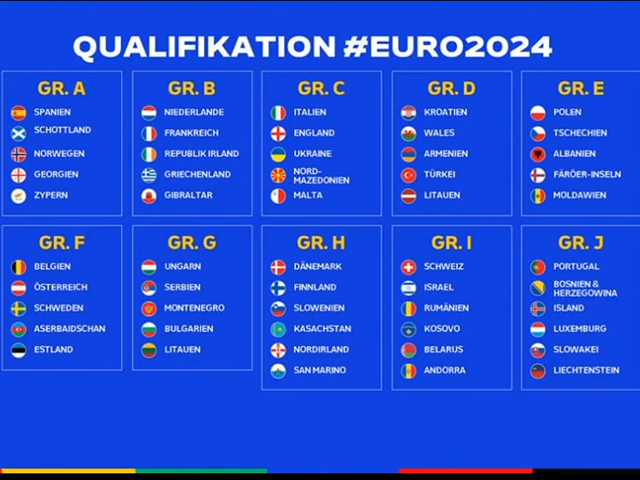 QUALIFIKATION #EURO2024
GR. A
SPANIEN
SCHOTTLAND
NORWEGEN
GEORGIEN
ZYPERN
GR. B
NIEDERLANDE
FRANKREICH
REPUBLIK IRLAND
GRIECHENLAND
GIBRALTAR
GR. C
ITALIEN
ENGLAND
UKRAINE
NORD-
MAZEDONIEN
MALTA
GR. D
KROATIEN
WALES
ARMENIEN
TÜRKEI
LITAUEN
GR. E
POLEN
TSCHECHIEN
ALBANIEN
FÄRÖER-INSELN
MOLDAWIEN
GR. F
BELGIEN
ÖSTERREICH
SCHWEDEN
ASERBAIDSCHAN
ESTLAND
GR. G
UNGARN
SERBIEN
MONTENEGRO
BULGARIEN
LITAUEN
GR. H
DÄNEMARK
FINNLAND
SLOWENIEN
KASACHSTAN
NORDIRLAND
SAN MARINO
GR. I
SCHWEIZ
ISRAEL
RUMÄNIEN
KOSOVO
BELARUS
ANDORRA
GR. J
PORTUGAL
BOSNIEN &
HERZEGOWINA
ISLAND
LUXEMBURG
SLOWAKEI
LIECHTENSTEIN